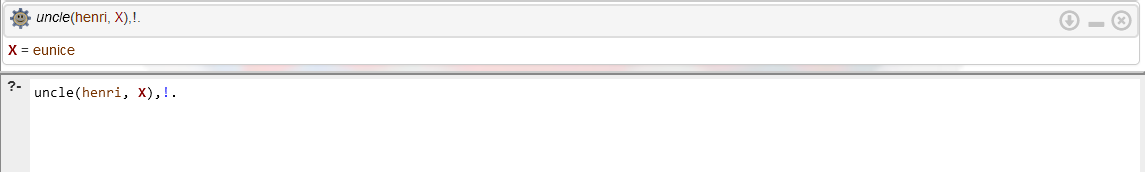 uncle(henri, X),!.
X = eunice
?- uncle(henri, X),!.